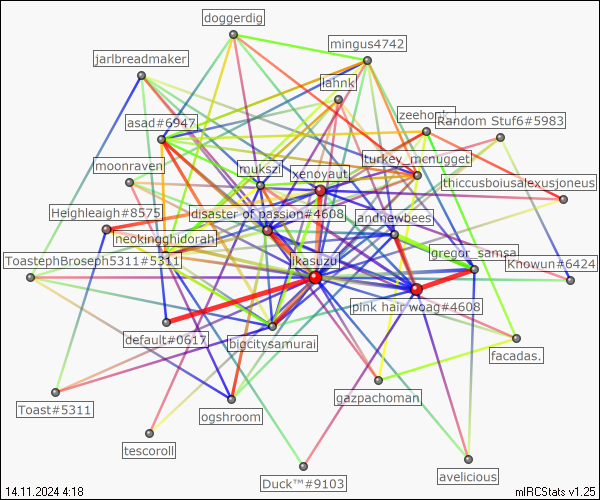 doggerdig
mingus4742
jarlbreadmaker
lahnk
zeehond
asad#6947
Random Stuf6#5983
turkey_mcnugget
moonraven
mukszi
xenoyaut
thiccusboiusalexusjoneus
Heighleaigh#8575
disaster of passion#4608
andnewbees
neokingghidorah
gregor_samsa
ToastephBroseph5311#5311
jkasuzu
Knowun#6424
pink hair woag#4608
default#0617
bigcitysamurai
facadas.
gazpachoman
Toast#5311
ogshroom
tescoroll
Duck™#9103
avelicious
14.11.2024 4:18
mIRCStats v1.25